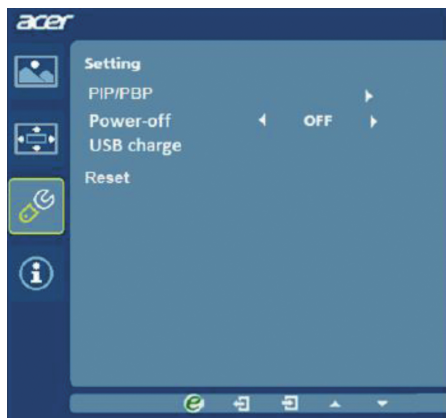 acer
Setting
PIP/PBP
Power-off OFF
USB charge
Reset